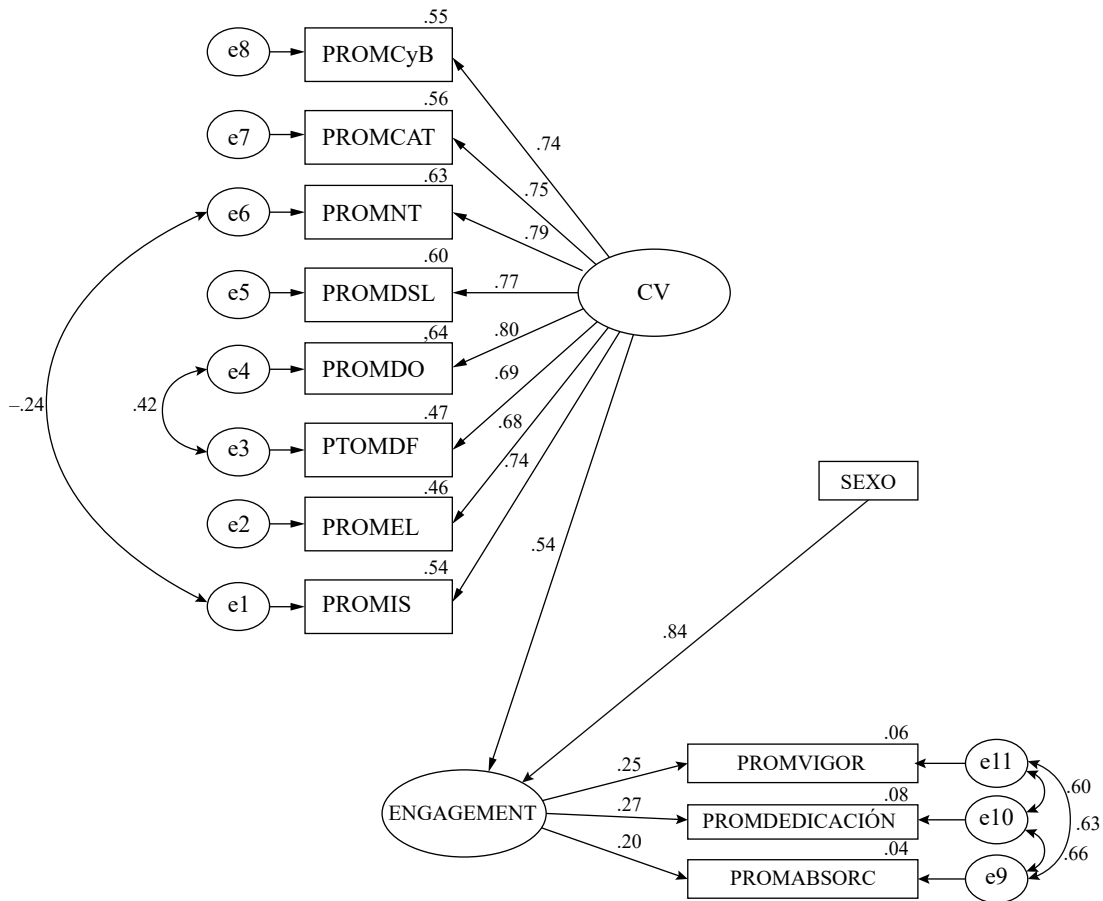 .55
e8
PROMCyB
.56
e7
PROMCAT
.74
.63
.75
e6
PROMNT
.79
.60
e5
PROMDSL
.77
CV
,64
.80
e4
PROMDO
.69
–.24
.42
.47
.68
e3
PTOMDF
.74
.46
SEXO
e2
PROMEL
.54
.54
e1
PROMIS
.84
.06
.25
PROMVIGOR
e11
.60
.08
.27
ENGAGEMENT
PROMDEDICACIÓN
e10
.63
.20
.04
.66
PROMABSORC
e9